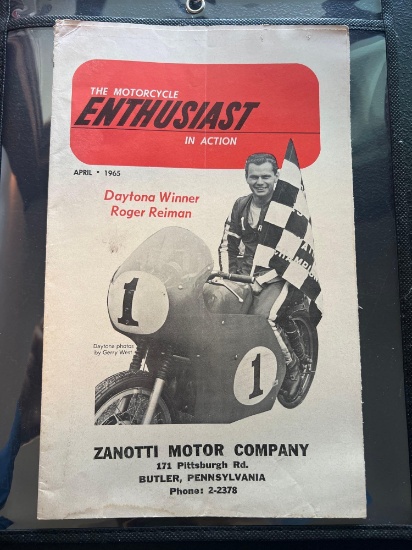 THE MOTORCYCLE
ENTHUSIAST
IN ACTION
APRIL • 1965
Daytona Winner
Roger Reiman
1
Daytona photos
by Gerry West
1
ZANOTTI MOTOR COMPANY
171 Pittsburgh Rd.
BUTLER, PENNSYLVANIA
Phone: 2-2378